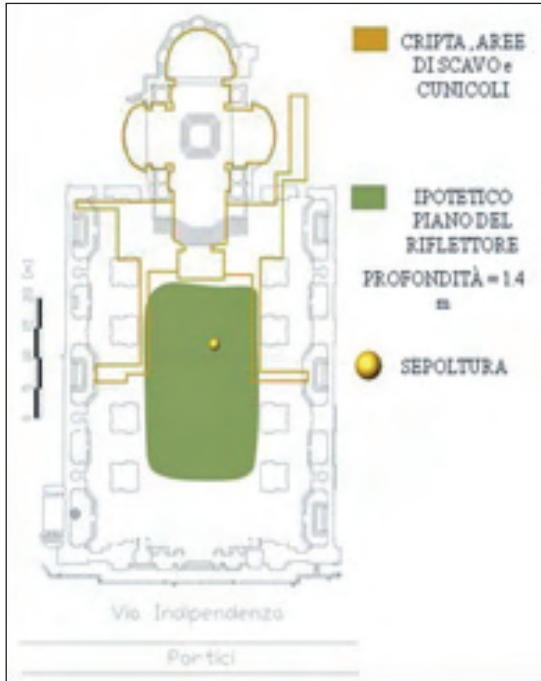 CRIPTA, AREE
DI SCAVO e
CUNICOLI
IPOTETICO
PIANO DEL
RIFLETTORE
PROFONDITÀ = 1.4
m
SEPOLTURA
Via Indipendenza
Portici